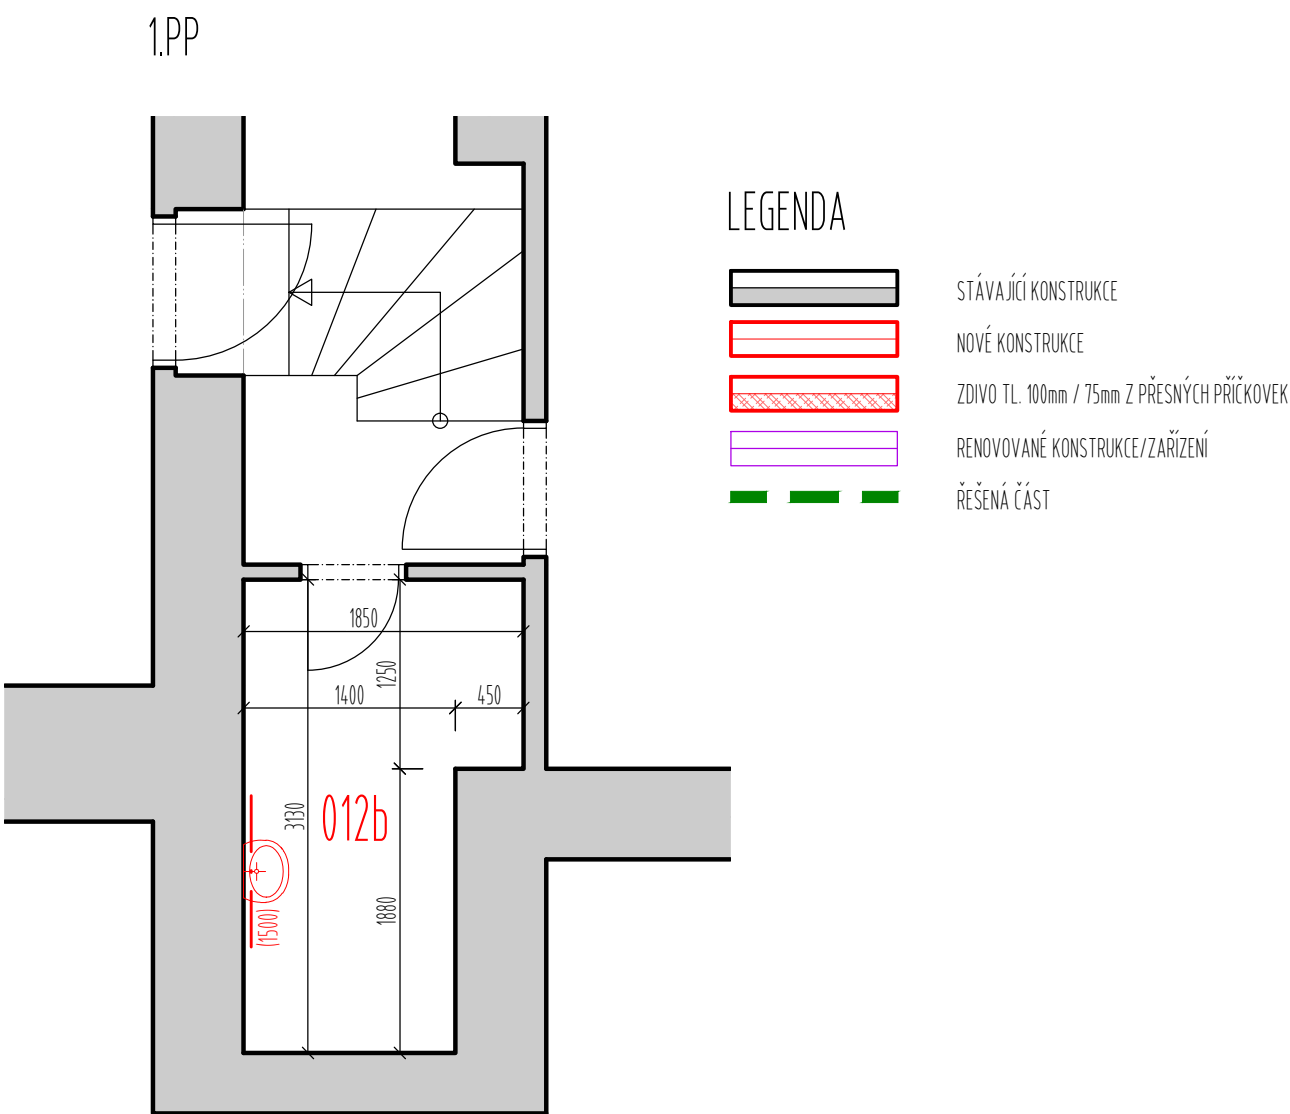 1.PP
LEGENDA
STÁVAJÍCÍ KONSTRUKCE
NOVÉ KONSTRUKCE
ZDIVO TL. 100mm / 75mm Z PŘESNÝCH PŘÍČKOVEK
RENOVOVANÉ KONSTRUKCE/ZAŘÍZENÍ
ŘEŠENÁ ČÁST
1850
1250
1400
450
3130
012b
1880
(1500)